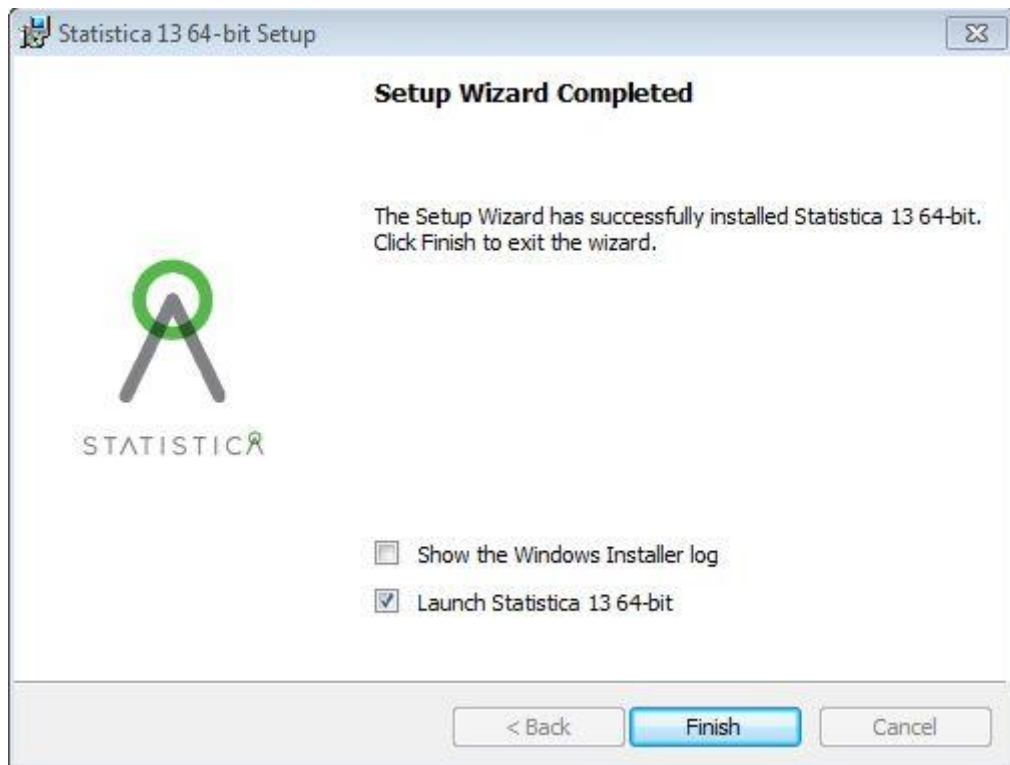 Statistica 13 64-bit Setup
Setup Wizard Completed
The Setup Wizard has successfully installed Statistica 13 64-bit.
Click Finish to exit the wizard.
STATISTICA
Show the Windows Installer log
Launch Statistica 13 64-bit
< Back
Finish
Cancel